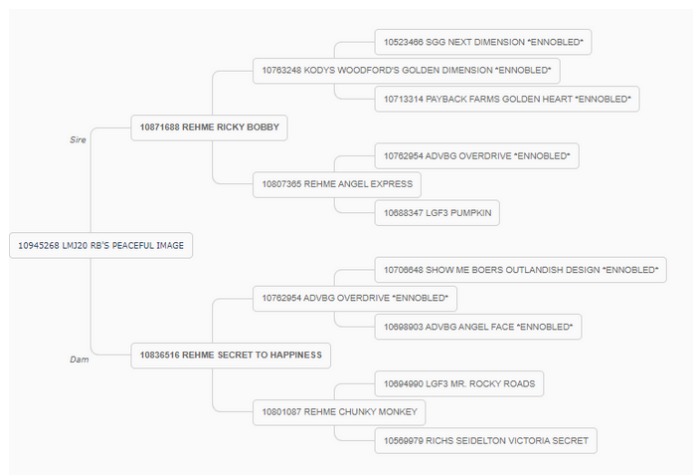 10523466 SGG NEXT DIMENSION *ENNOBLED*
10763248 KODYS WOODFORD'S GOLDEN DIMENSION *ENNOBLED*
10713314 PAYBACK FARMS GOLDEN HEART *ENNOBLED*
10871688 REHME RICKY BOBBY
Sire
10762954 ADVBG OVERDRIVE *ENNOBLED*
10807365 REHME ANGEL EXPRESS
10688347 LGF3 PUMPKIN
10945268 LMJ20 RB'S PEACEFUL IMAGE
10706648 SHOW ME BOERS OUTLANDISH DESIGN *ENNOBLED*
10762954 ADVBG OVERDRIVE *ENNOBLED*
10698903 ADVBG ANGEL FACE *ENNOBLED*
Dam
10836516 REHME SECRET TO HAPPINESS
10694990 LGF3 MR. ROCKY ROADS
10801087 REHME CHUNKY MONKEY
10569979 RICHS SEIDELTON VICTORIA SECRET